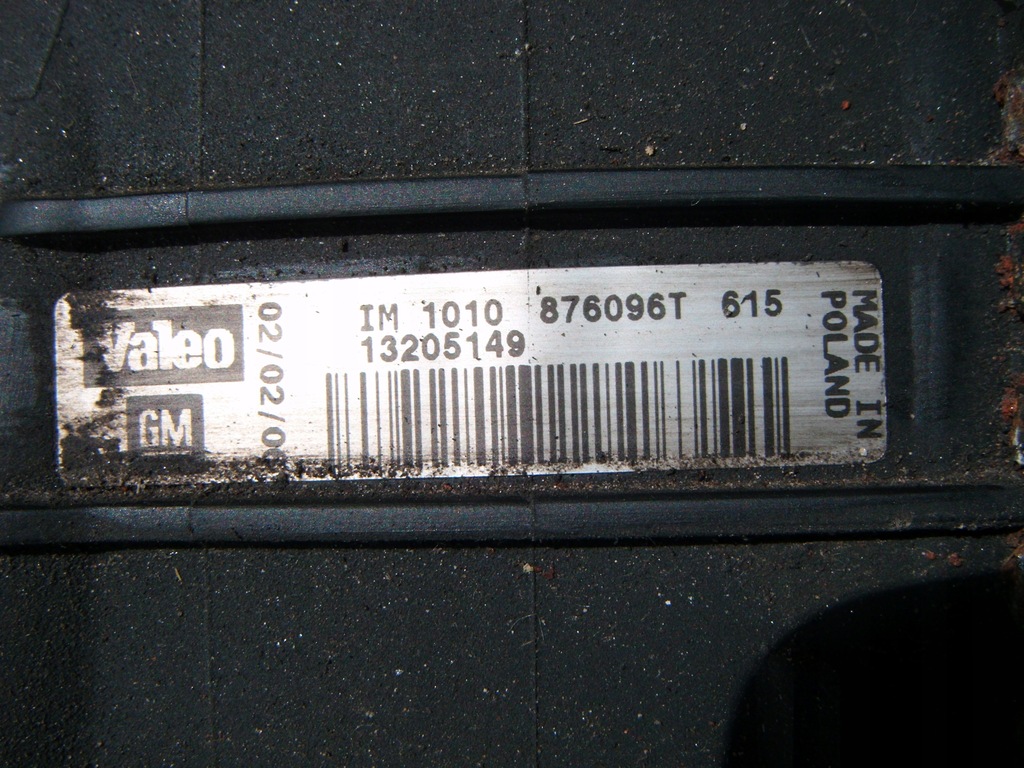 Valeo
GM
02/02/0
IM 1010 876096T 615
13205149
MADE IN
POLAND